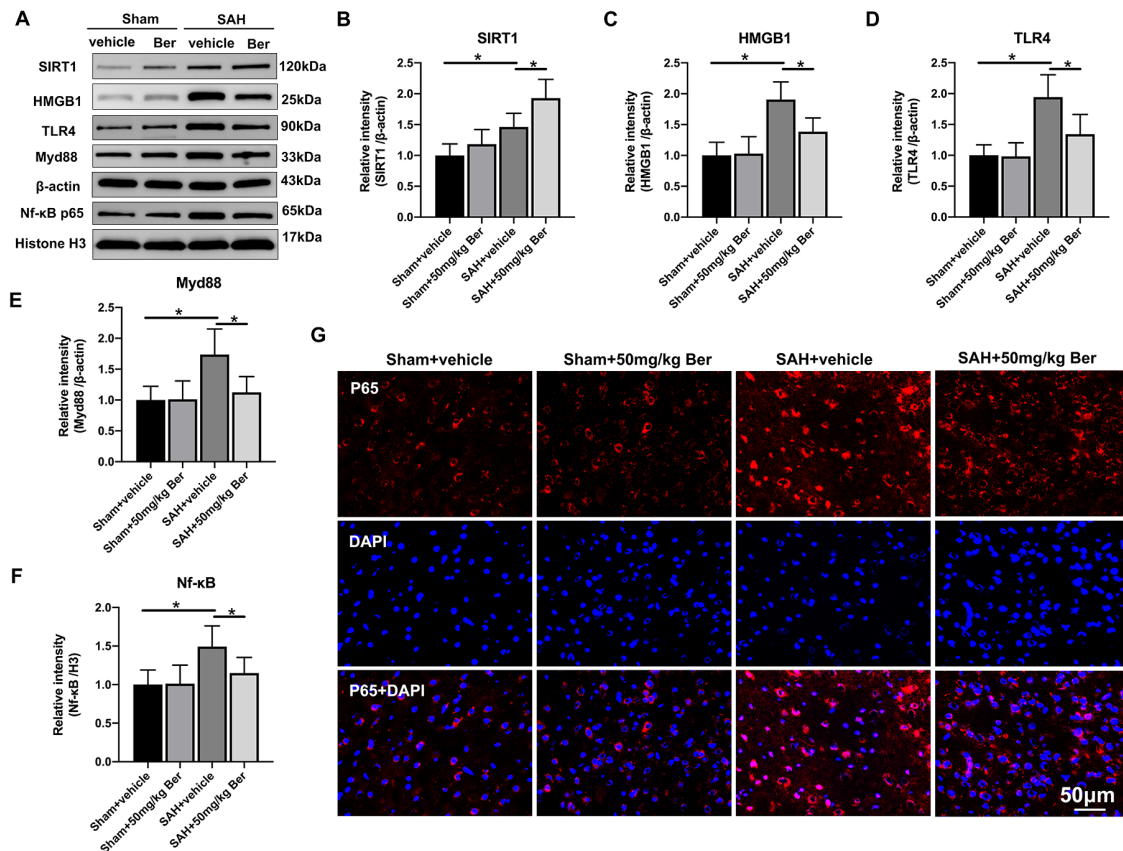 A
Sham SAH
vehicle Ber vehicle Ber
SIRT1 120kDa
HMGB1 25kDa
TLR4 90kDa
Myd88 33kDa
β-actin 43kDa
Nf-κB p65 65kDa
Histone H3 17kDa
B
SIRT1
Relative intensity
(SIRT1 /β-actin)
2.5
2.0
1.5
1.0
0.5
0.0
* *
Sham+vehicle
Sham+50mg/kg Ber
SAH+vehicle
SAH+50mg/kg Ber
C
HMGB1
Relative intensity
(HMGB1 /β-actin)
2.5
2.0
1.5
1.0
0.5
0.0
* *
Sham+vehicle
Sham+50mg/kg Ber
SAH+vehicle
SAH+50mg/kg Ber
D
TLR4
Relative intensity
(TLR4 /β-actin)
2.5
2.0
1.5
1.0
0.5
0.0
* *
Sham+vehicle
Sham+50mg/kg Ber
SAH+vehicle
SAH+50mg/kg Ber
E
Myd88
Relative intensity
(Myd88 /β-actin)
2.5
2.0
1.5
1.0
0.5
0.0
* *
Sham+vehicle
Sham+50mg/kg Ber
SAH+vehicle
SAH+50mg/kg Ber
F
Nf-κB
Relative intensity
(Nf-κB /H3)
2.0
1.5
1.0
0.5
0.0
* *
Sham+vehicle
Sham+50mg/kg Ber
SAH+vehicle
SAH+50mg/kg Ber
G
Sham+vehicle Sham+50mg/kg Ber SAH+vehicle SAH+50mg/kg Ber
P65
DAPI
P65+DAPI
50μm